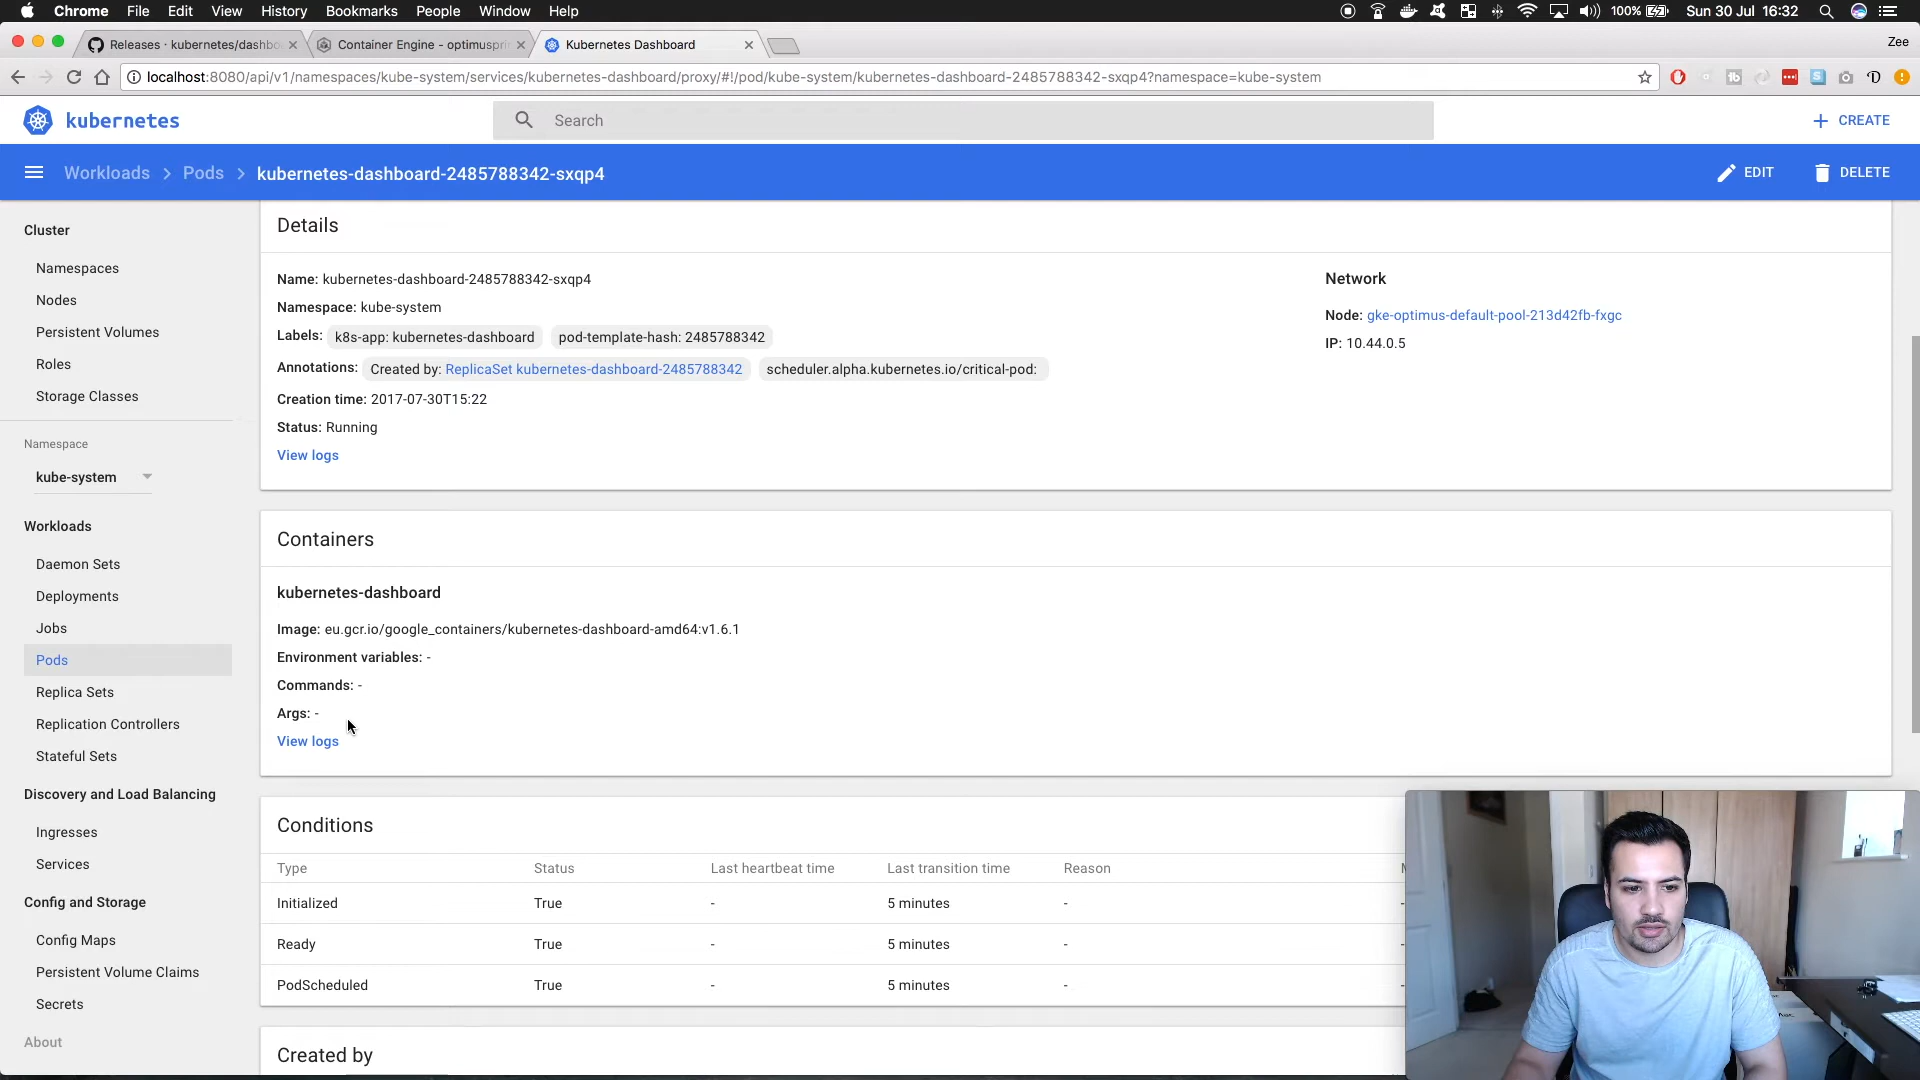 Chrome File Edit View History Bookmarks People Window Help 100% Sun 30 Jul 16:32
Releases · kubernetes/dashbo Container Engine - optimuspri Kubernetes Dashboard Zee
localhost:8080/api/v1/namespaces/kube-system/services/kubernetes-dashboard/proxy/#!/pod/kube-system/kubernetes-dashboard-2485788342-sxqp4?namespace=kube-system
kubernetes Search CREATE
Workloads Pods kubernetes-dashboard-2485788342-sxqp4 EDIT DELETE
Cluster
Namespaces
Nodes
Persistent Volumes
Roles
Storage Classes
Namespace
kube-system
Workloads
Daemon Sets
Deployments
Jobs
Pods
Replica Sets
Replication Controllers
Stateful Sets
Discovery and Load Balancing
Ingresses
Services
Config and Storage
Config Maps
Persistent Volume Claims
Secrets
About
Details
Name: kubernetes-dashboard-2485788342-sxqp4
Namespace: kube-system
Labels: k8s-app: kubernetes-dashboard pod-template-hash: 2485788342
Annotations: Created by: ReplicaSet kubernetes-dashboard-2485788342 scheduler.alpha.kubernetes.io/critical-pod:
Creation time: 2017-07-30T15:22
Status: Running
View logs
Network
Node: gke-optimus-default-pool-213d42fb-fxgc
IP: 10.44.0.5
Containers
kubernetes-dashboard
Image: eu.gcr.io/google_containers/kubernetes-dashboard-amd64:v1.6.1
Environment variables: -
Commands: -
Args: -
View logs
Conditions
Type Status Last heartbeat time Last transition time Reason
Initialized True - 5 minutes - -
Ready True - 5 minutes - -
PodScheduled True - 5 minutes - -
Created by